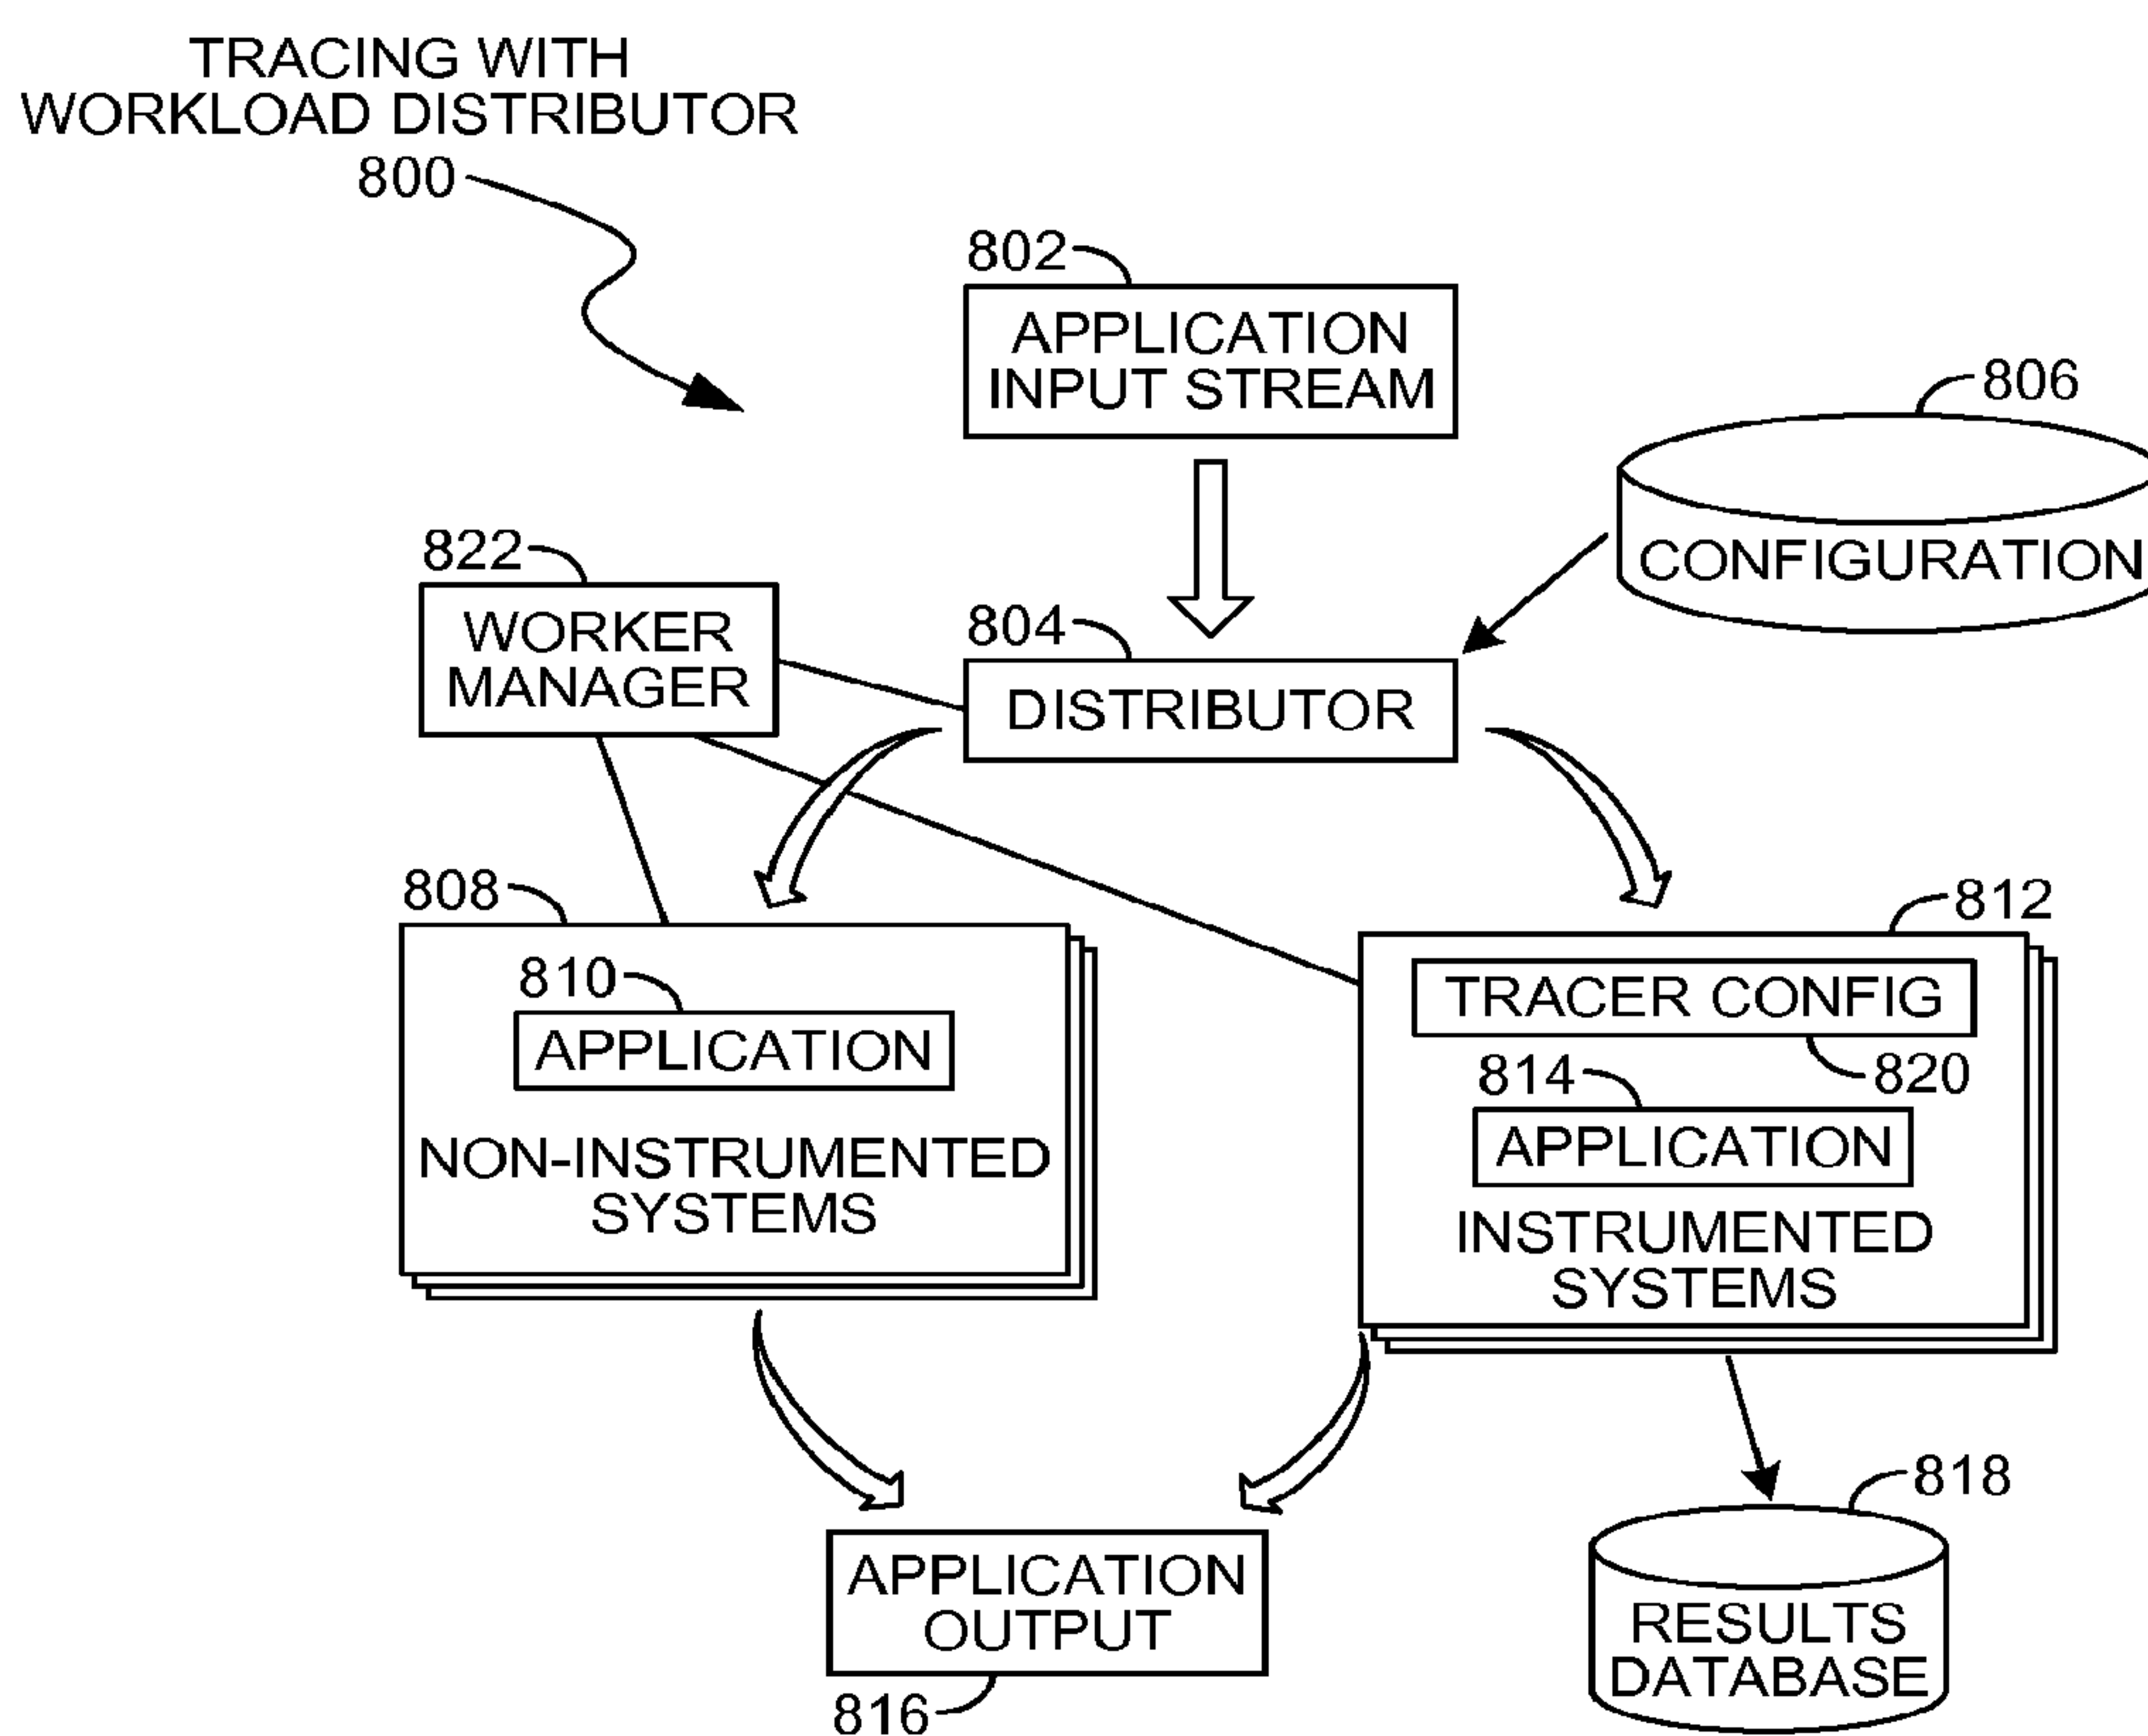 TRACING WITH
WORKLOAD DISTRIBUTOR
800
802
APPLICATION
INPUT STREAM
806
CONFIGURATION
822
WORKER
MANAGER
804
DISTRIBUTOR
808
810
APPLICATION
NON-INSTRUMENTED
SYSTEMS
812
TRACER CONFIG
820
814
APPLICATION
INSTRUMENTED
SYSTEMS
APPLICATION
OUTPUT
816
818
RESULTS
DATABASE